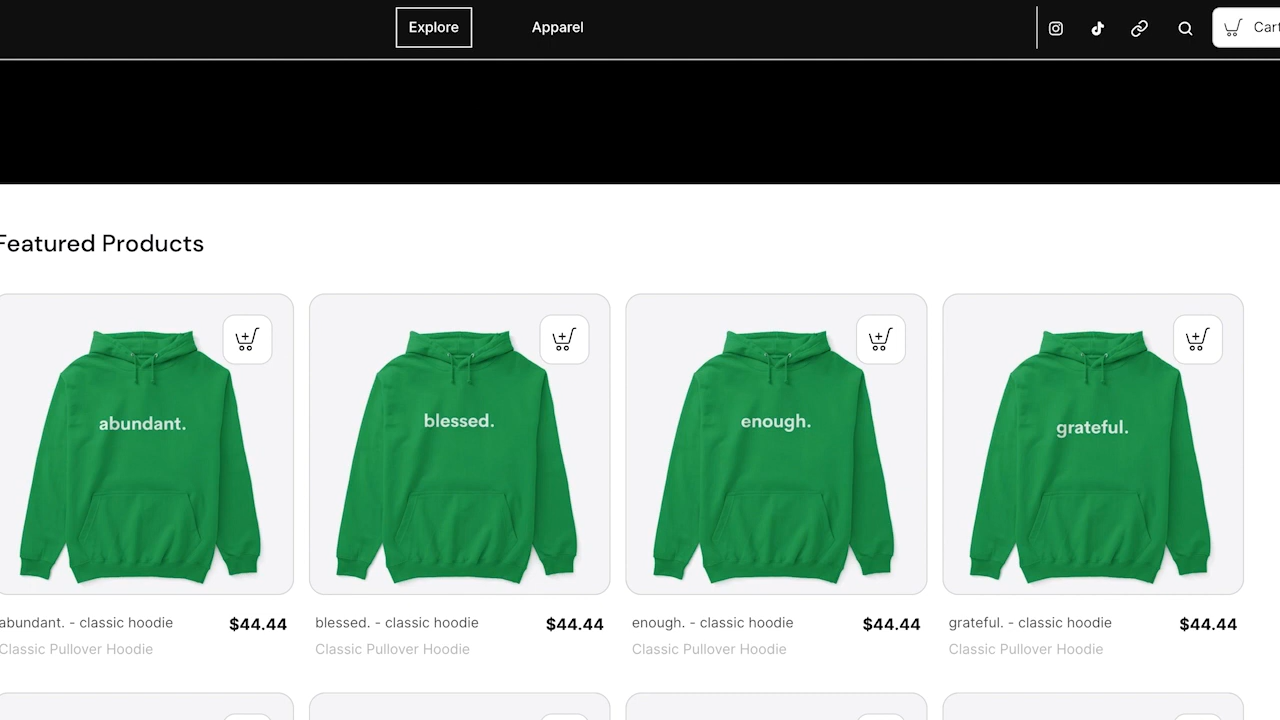 Explore
Apparel
Cart
Featured Products
abundant.
blessed.
enough.
grateful.
abundant. - classic hoodie
$44.44
blessed. - classic hoodie
$44.44
enough. - classic hoodie
$44.44
grateful. - classic hoodie
$44.44
Classic Pullover Hoodie
Classic Pullover Hoodie
Classic Pullover Hoodie
Classic Pullover Hoodie